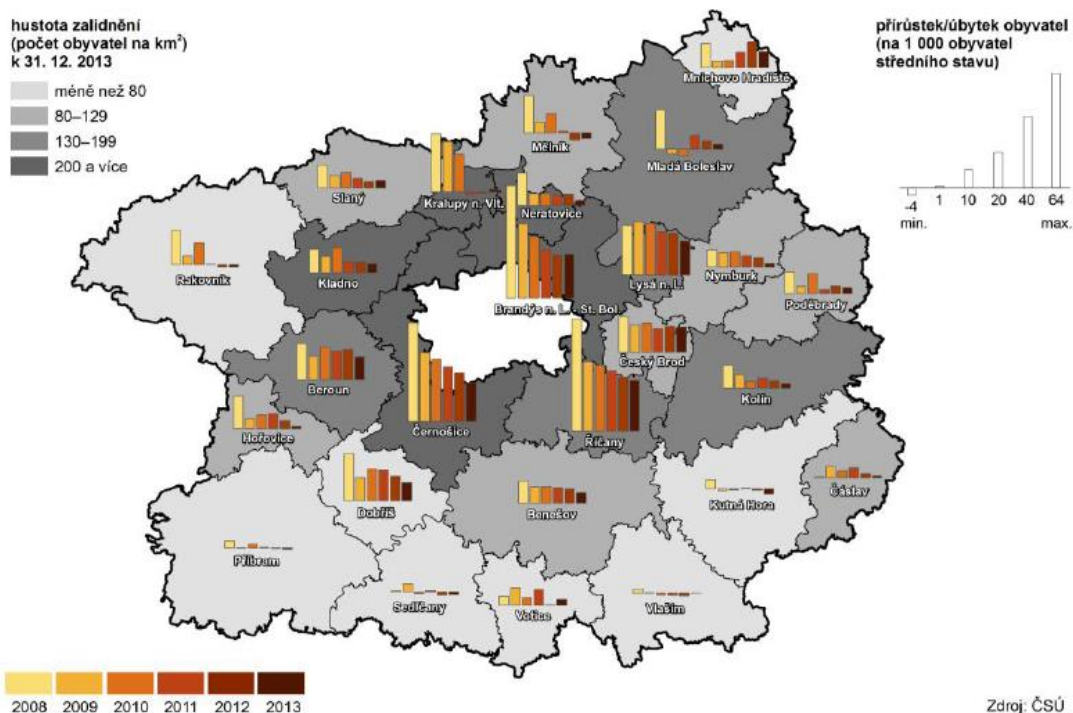 hustota zalidnění
(počet obyvatel na km²)
k 31. 12. 2013
méně než 80
80–129
130–199
200 a více
přírůstek/úbytek obyvatel
(na 1 000 obyvatel
středního stavu)
-4 1 10 20 40 64
min. max.
Mnichovo Hradiště
Mělník
Mladá Boleslav
Slaný
Kralupy n. Vlt.
Neratovice
Rakovník
Kladno
Lysá n. L.
Nymburk
Poděbrady
Brandýs n. L. - St. Bol.
Český Brod
Beroun
Kolín
Černošice
Říčany
Hořovice
Dobříš
Benešov
Kutná Hora
Čáslav
Příbram
Sedlčany
Votice
Vlašim
2008 2009 2010 2011 2012 2013
Zdroj: ČSÚ